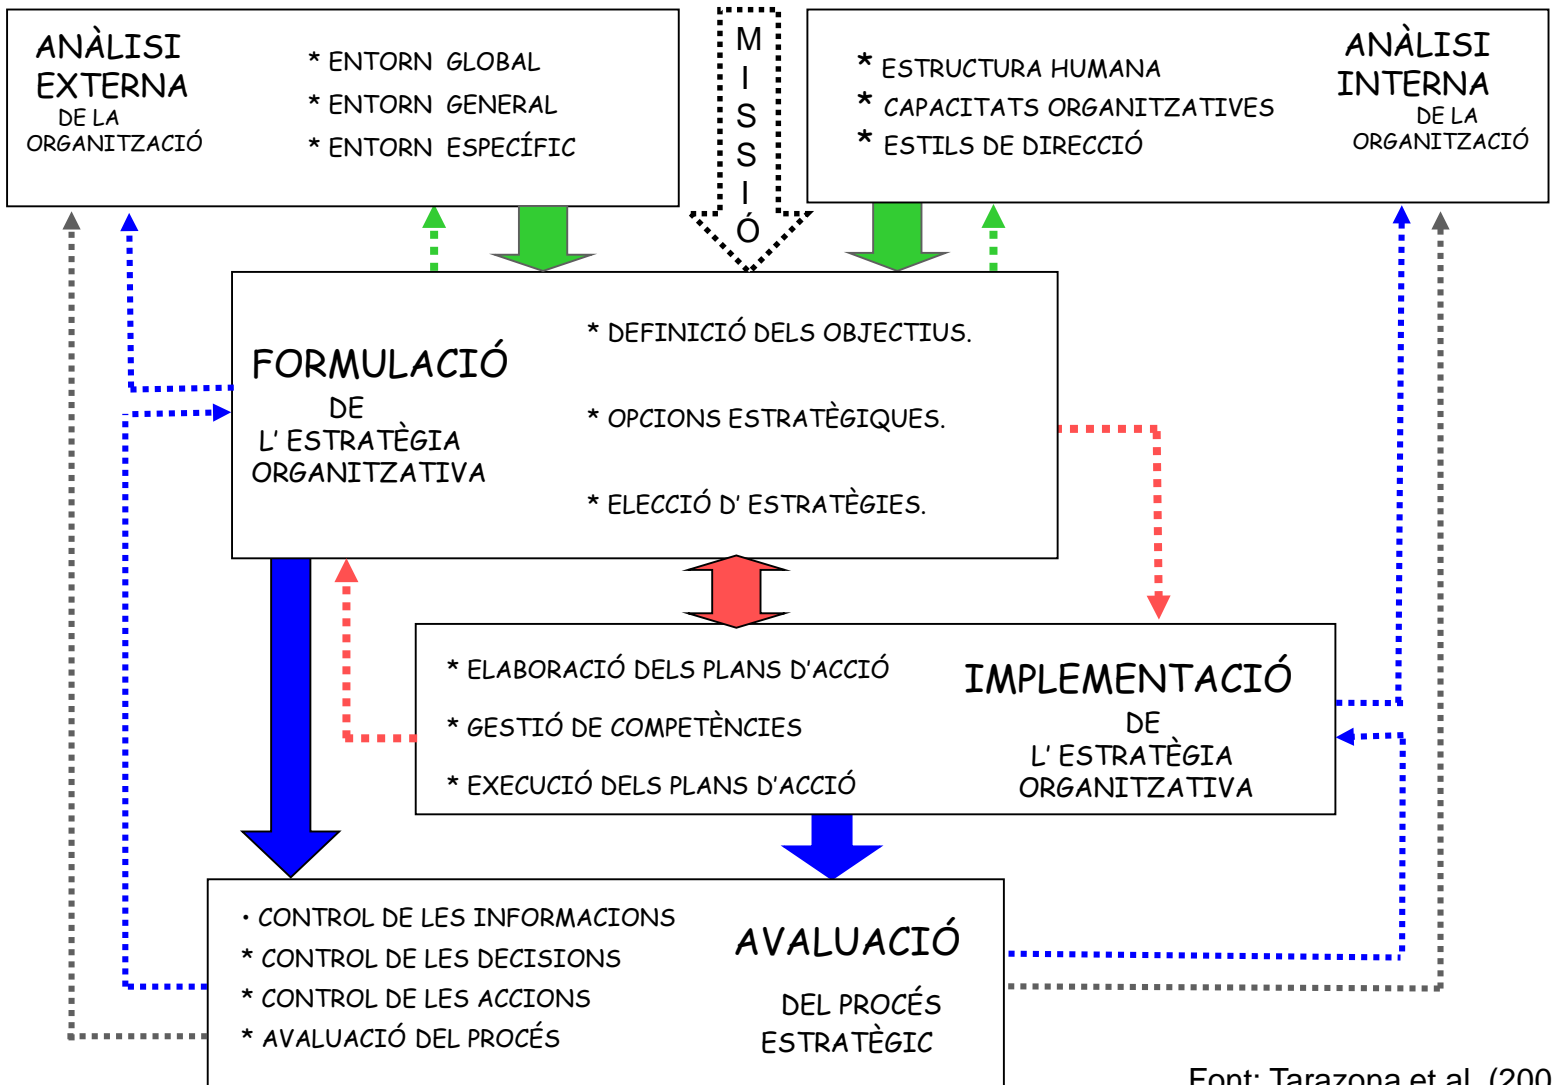 ANÀLISI
EXTERNA
DE LA
ORGANITZACIÓ
* ENTORN GLOBAL
* ENTORN GENERAL
* ENTORN ESPECÍFIC
M
I
S
S
I
Ó
* ESTRUCTURA HUMANA
* CAPACITATS ORGANITZATIVES
* ESTILS DE DIRECCIÓ
ANÀLISI
INTERNA
DE LA
ORGANITZACIÓ
FORMULACIÓ
DE
L' ESTRATÈGIA
ORGANITZATIVA
* DEFINICIÓ DELS OBJECTIUS.
* OPCIONS ESTRATÈGIQUES.
* ELECCIÓ D' ESTRATÈGIES.
* ELABORACIÓ DELS PLANS D'ACCIÓ
* GESTIÓ DE COMPETÈNCIES
* EXECUCIÓ DELS PLANS D'ACCIÓ
IMPLEMENTACIÓ
DE
L' ESTRATÈGIA
ORGANITZATIVA
• CONTROL DE LES INFORMACIONS
* CONTROL DE LES DECISIONS
* CONTROL DE LES ACCIONS
* AVALUACIÓ DEL PROCÉS
AVALUACIÓ
DEL PROCÉS
ESTRATÈGIC
Font: Tarazona et al. (200